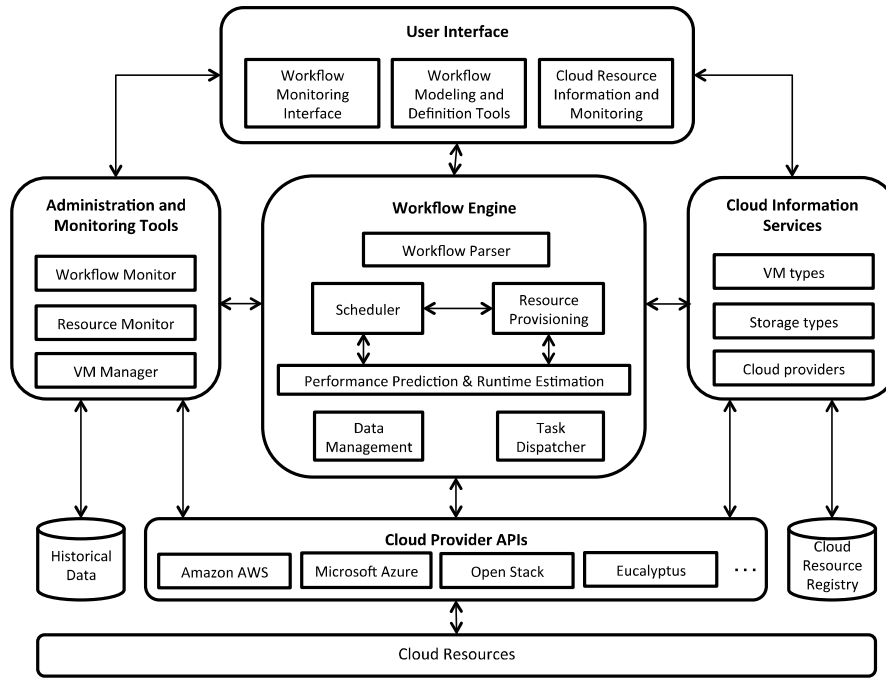 User Interface
Workflow
Monitoring
Interface
Workflow
Modeling and
Definition Tools
Cloud Resource
Information and
Monitoring
Administration and
Monitoring Tools
Workflow Monitor
Resource Monitor
VM Manager
Workflow Engine
Workflow Parser
Scheduler
Resource
Provisioning
Performance Prediction & Runtime Estimation
Data
Management
Task
Dispatcher
Cloud Information
Services
VM types
Storage types
Cloud providers
Historical
Data
Cloud Provider APIs
Amazon AWS
Microsoft Azure
Open Stack
Eucalyptus
...
Cloud
Resource
Registry
Cloud Resources